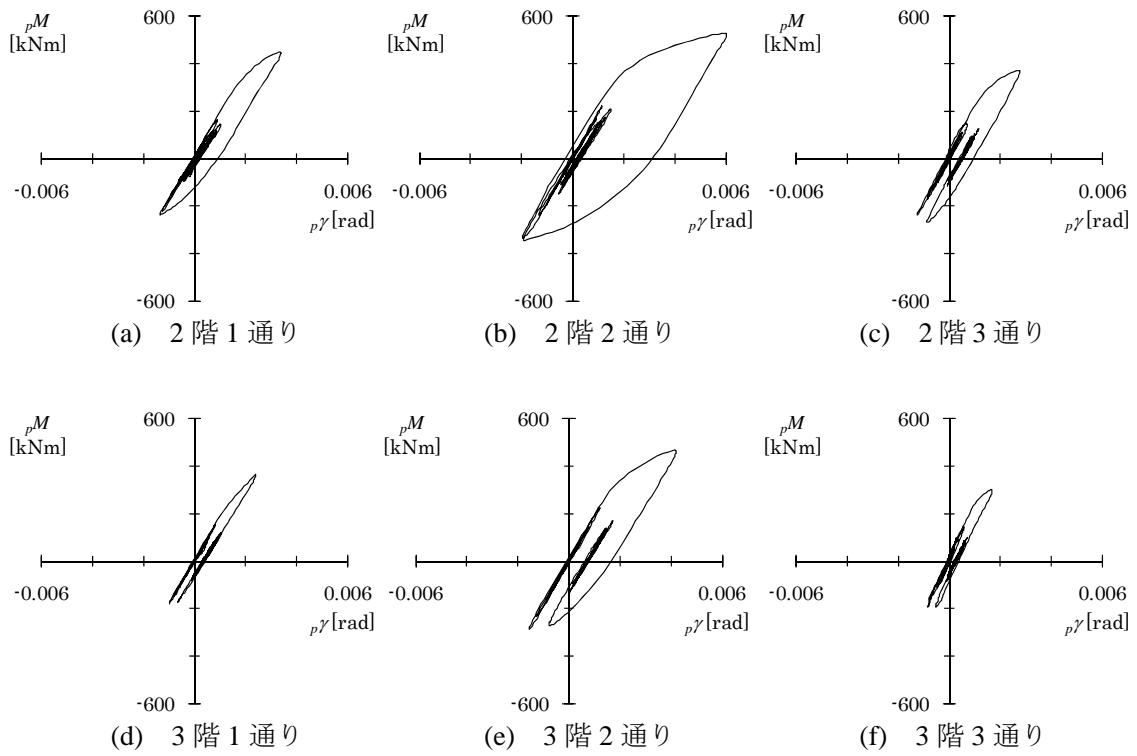 600 600 600
pM pM pM
[kNm] [kNm] [kNm]
-0.006 0.006 -0.006 0.006 -0.006 0.006
pγ[rad] pγ[rad] pγ[rad]
-600 -600 -600
(a) 2 階 1 通り (b) 2 階 2 通り (c) 2 階 3 通り
600 600 600
pM pM pM
[kNm] [kNm] [kNm]
-0.006 0.006 -0.006 0.006 -0.006 0.006
pγ[rad] pγ[rad] pγ[rad]
-600 -600 -600
(d) 3 階 1 通り (e) 3 階 2 通り (f) 3 階 3 通り